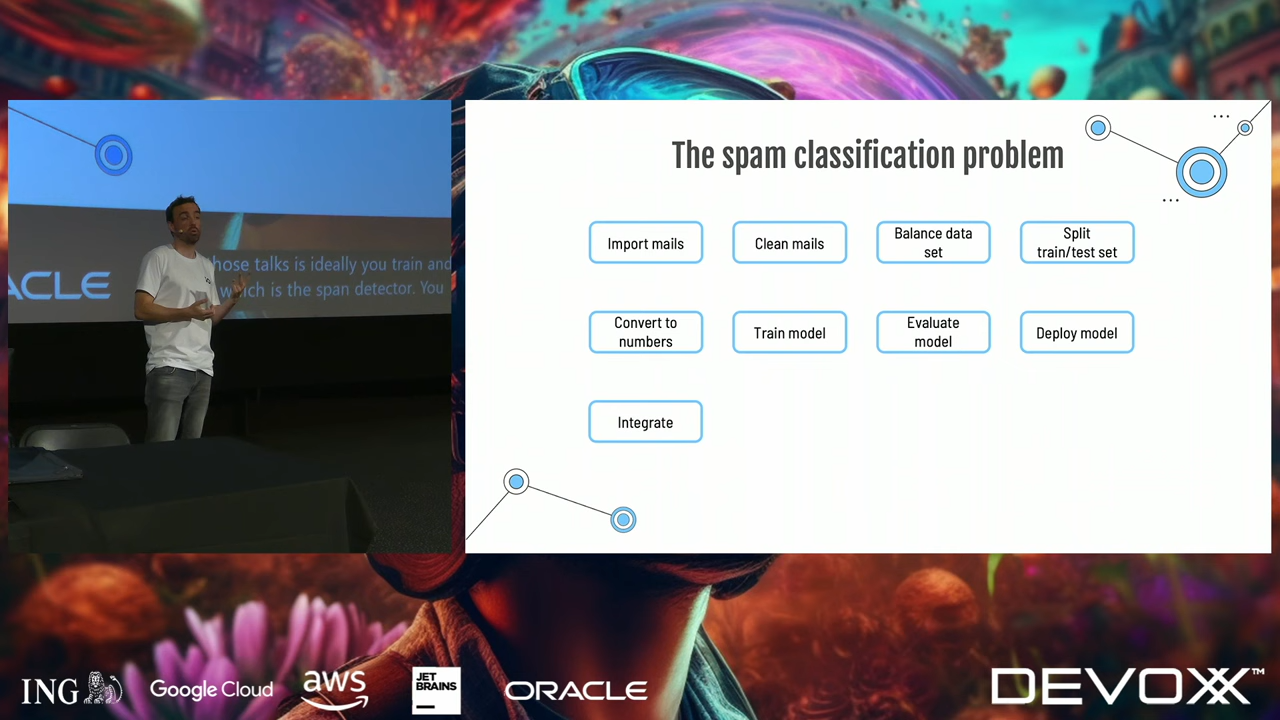 The spam classification problem
Import mails
Clean mails
Balance data
set
Split
train/test set
Convert to
numbers
Train model
Evaluate
model
Deploy model
Integrate
ACLE
hose talks is ideally you train and
which is the span detector. You
ING
Google Cloud
aws
JET
BRAINS
ORACLE
DEVOXX™